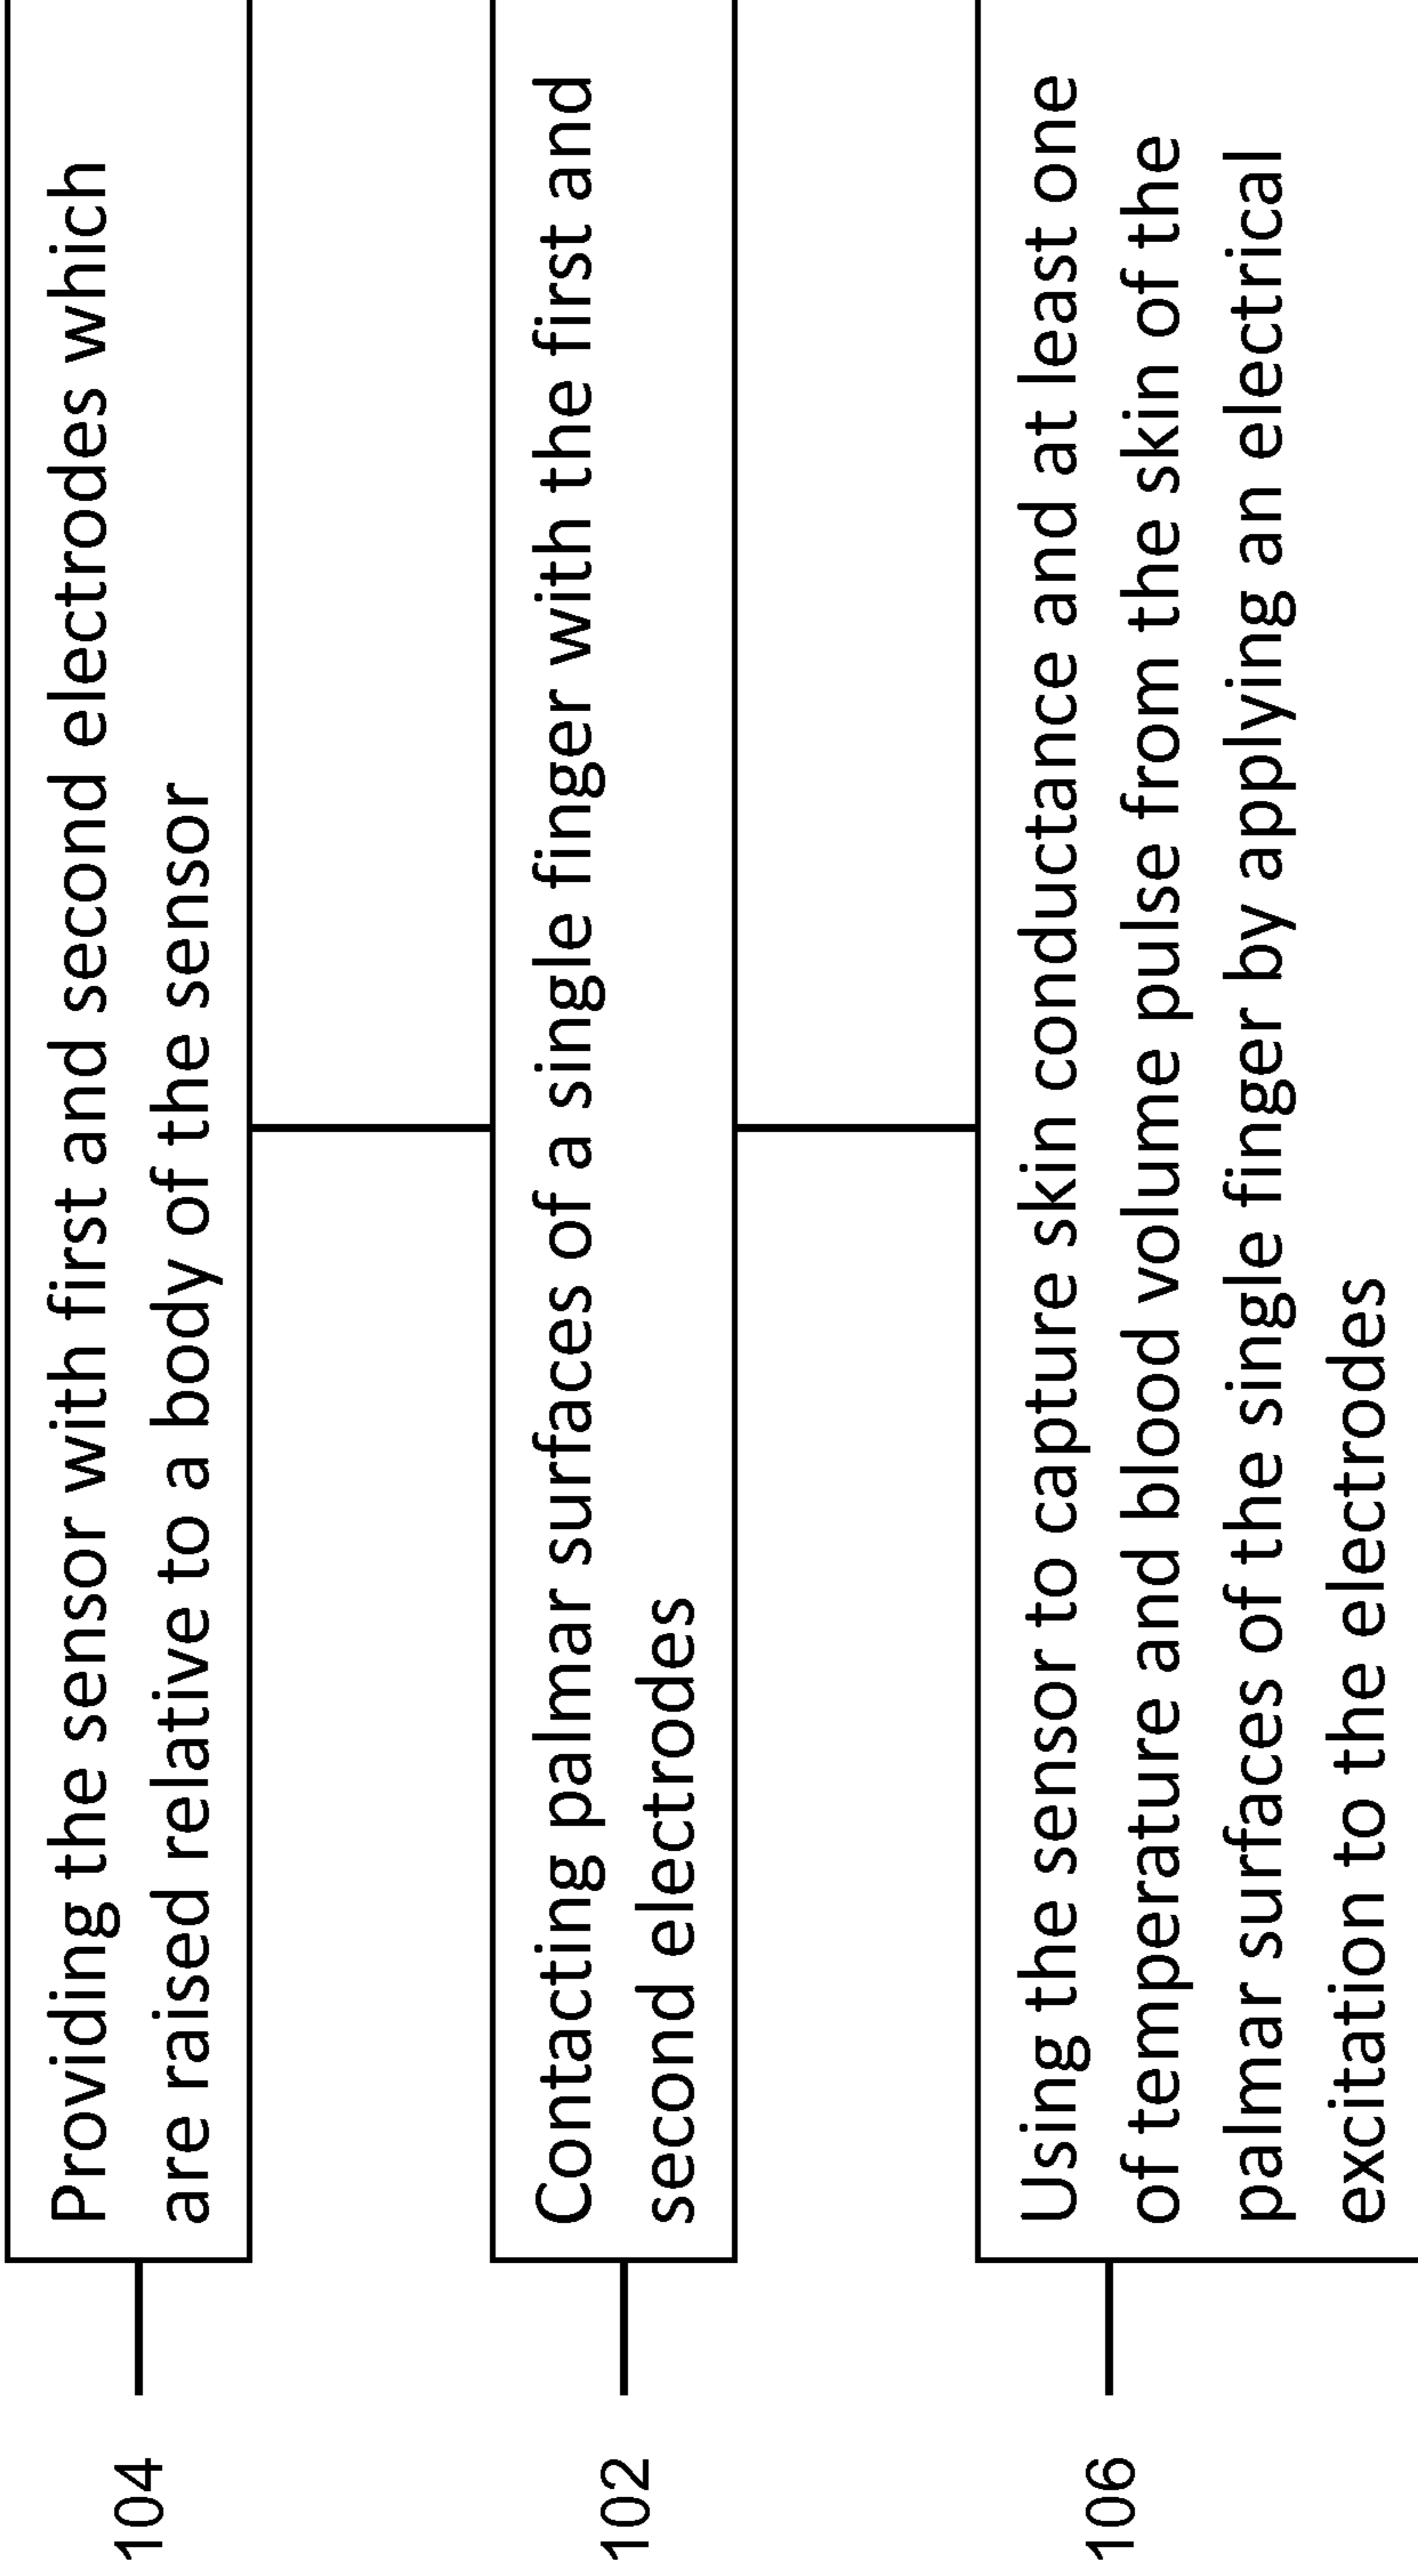 104
Providing the sensor with first and second electrodes which
are raised relative to a body of the sensor
102
Contacting palmar surfaces of a single finger with the first and
second electrodes
106
Using the sensor to capture skin conductance and at least one
of temperature and blood volume pulse from the skin of the
palmar surfaces of the single finger by applying an electrical
excitation to the electrodes